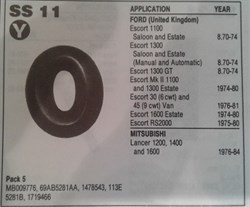 SS 11
Y
APPLICATION YEAR
FORD (United Kingdom)
Escort 1100
Saloon and Estate 8.70-74
Escort 1300
Saloon and Estate
(Manual and Automatic) 8.70-74
Escort 1300 GT 8.70-74
Escort Mk II 1100
and 1300 Estate 1974-80
Escort 30 (6 cwt) and
45 (9 cwt) Van 1976-81
Escort 1600 Estate 1974-80
Escort RS2000 1975-80
MITSUBISHI
Lancer 1200, 1400
and 1600 1976-84
Pack 5
MB009776, 69AB5281AA, 1478543, 113E
5281B, 1719466